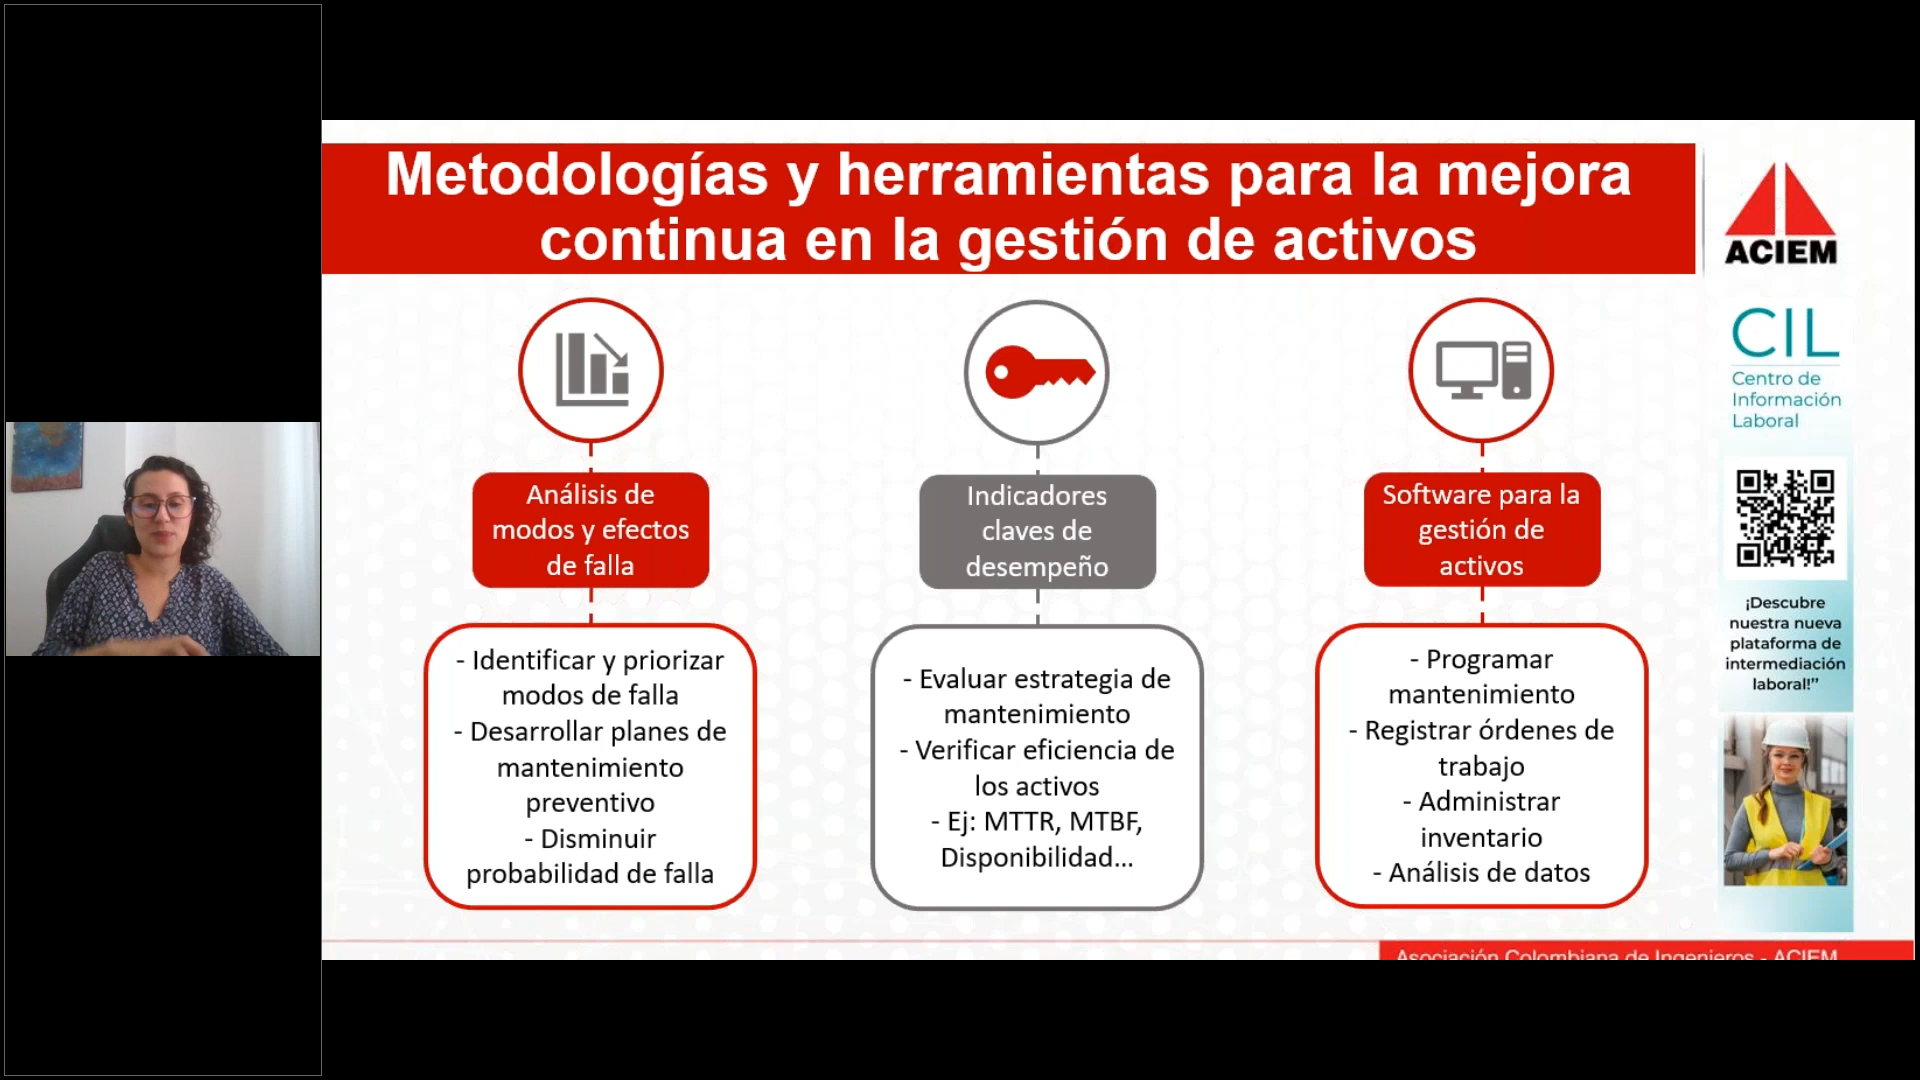 Metodologías y herramientas para la mejora
continua en la gestión de activos
ACIEM
CIL
Centro de
Información
Laboral
¡Descubre
nuestra nueva
plataforma de
intermediación
laboral!”
Análisis de
modos y efectos
de falla
- Identificar y priorizar
modos de falla
- Desarrollar planes de
mantenimiento
preventivo
- Disminuir
probabilidad de falla
Indicadores
claves de
desempeño
- Evaluar estrategia de
mantenimiento
- Verificar eficiencia de
los activos
- Ej: MTTR, MTBF,
Disponibilidad...
Software para la
gestión de
activos
- Programar
mantenimiento
- Registrar órdenes de
trabajo
- Administrar
inventario
- Análisis de datos
Asociación Colombiana de Ingenieros - ACIEM